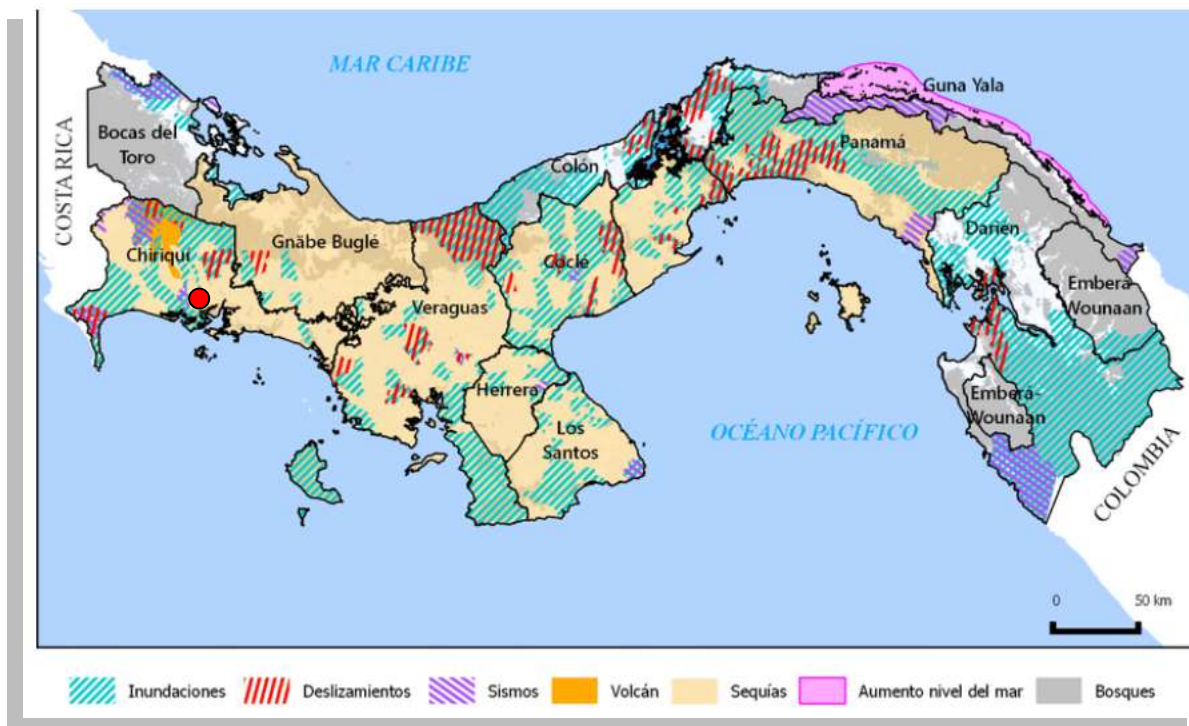 MAR CARIBE
Guna Yala
COSTA RICA
Bocas del
Toro
Colón
Panamá
Gnäbe Buglé
Darién
Chiriquí
Coclé
Emberá
Wounaan
Veraguas
Herrera
Emberá-
Wounaan
Los
Santos
OCÉANO PACÍFICO
COLOMBIA
0 50 km
Inundaciones Deslizamientos Sismos Volcán Sequías Aumento nivel del mar Bosques